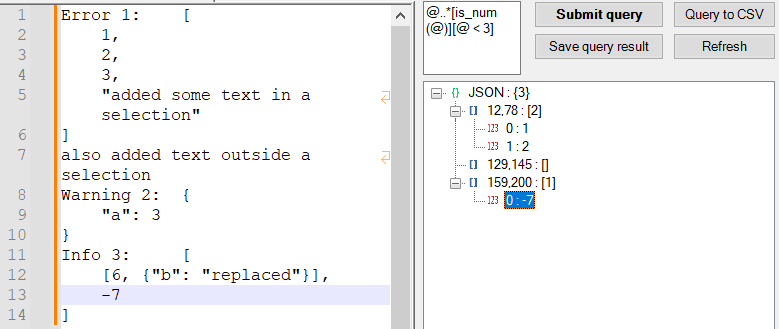 1 Error 1:    [
2     1,
3     2,
4     3,
5     "added some text in a
    selection"
6 ]
7 also added text outside a
selection
8 Warning 2:  {
9     "a": 3
10 }
11 Info 3:     [
12     [6, {"b": "replaced"}],
13     -7
14 ]
@..*[is_num
(@)][@ < 3]
Submit query
Query to CSV
Save query result
Refresh
{} JSON : {3}
[] 12,78 : [2]
123 0 : 1
123 1 : 2
[] 129,145 : []
[] 159,200 : [1]
123 0 : -7